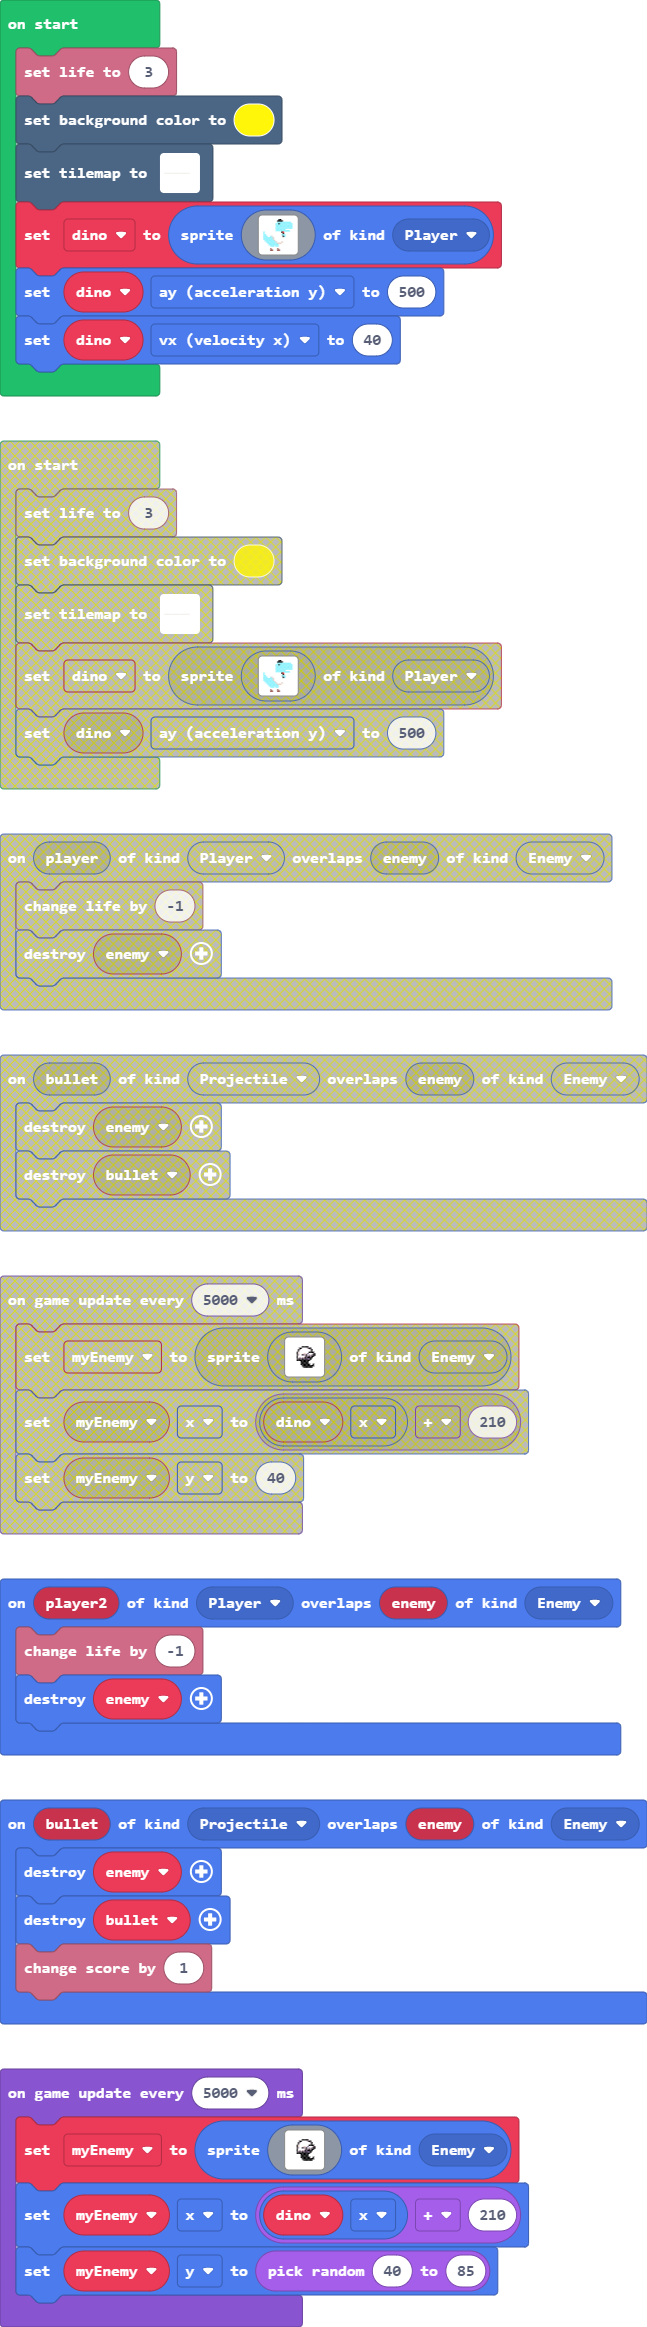 on start
set life to 3
set background color to
set tilemap to
set dino to sprite of kind Player
set dino ay (acceleration y) to 500
set dino vx (velocity x) to 40
on start
set life to 3
set background color to
set tilemap to
set dino to sprite of kind Player
set dino ay (acceleration y) to 500
on player of kind Player overlaps enemy of kind Enemy
change life by -1
destroy enemy
on bullet of kind Projectile overlaps enemy of kind Enemy
destroy enemy
destroy bullet
on game update every 5000 ms
set myEnemy to sprite of kind Enemy
set myEnemy x to dino x + 210
set myEnemy y to 40
on player2 of kind Player overlaps enemy of kind Enemy
change life by -1
destroy enemy
on bullet of kind Projectile overlaps enemy of kind Enemy
destroy enemy
destroy bullet
change score by 1
on game update every 5000 ms
set myEnemy to sprite of kind Enemy
set myEnemy x to dino x + 210
set myEnemy y to pick random 40 to 85